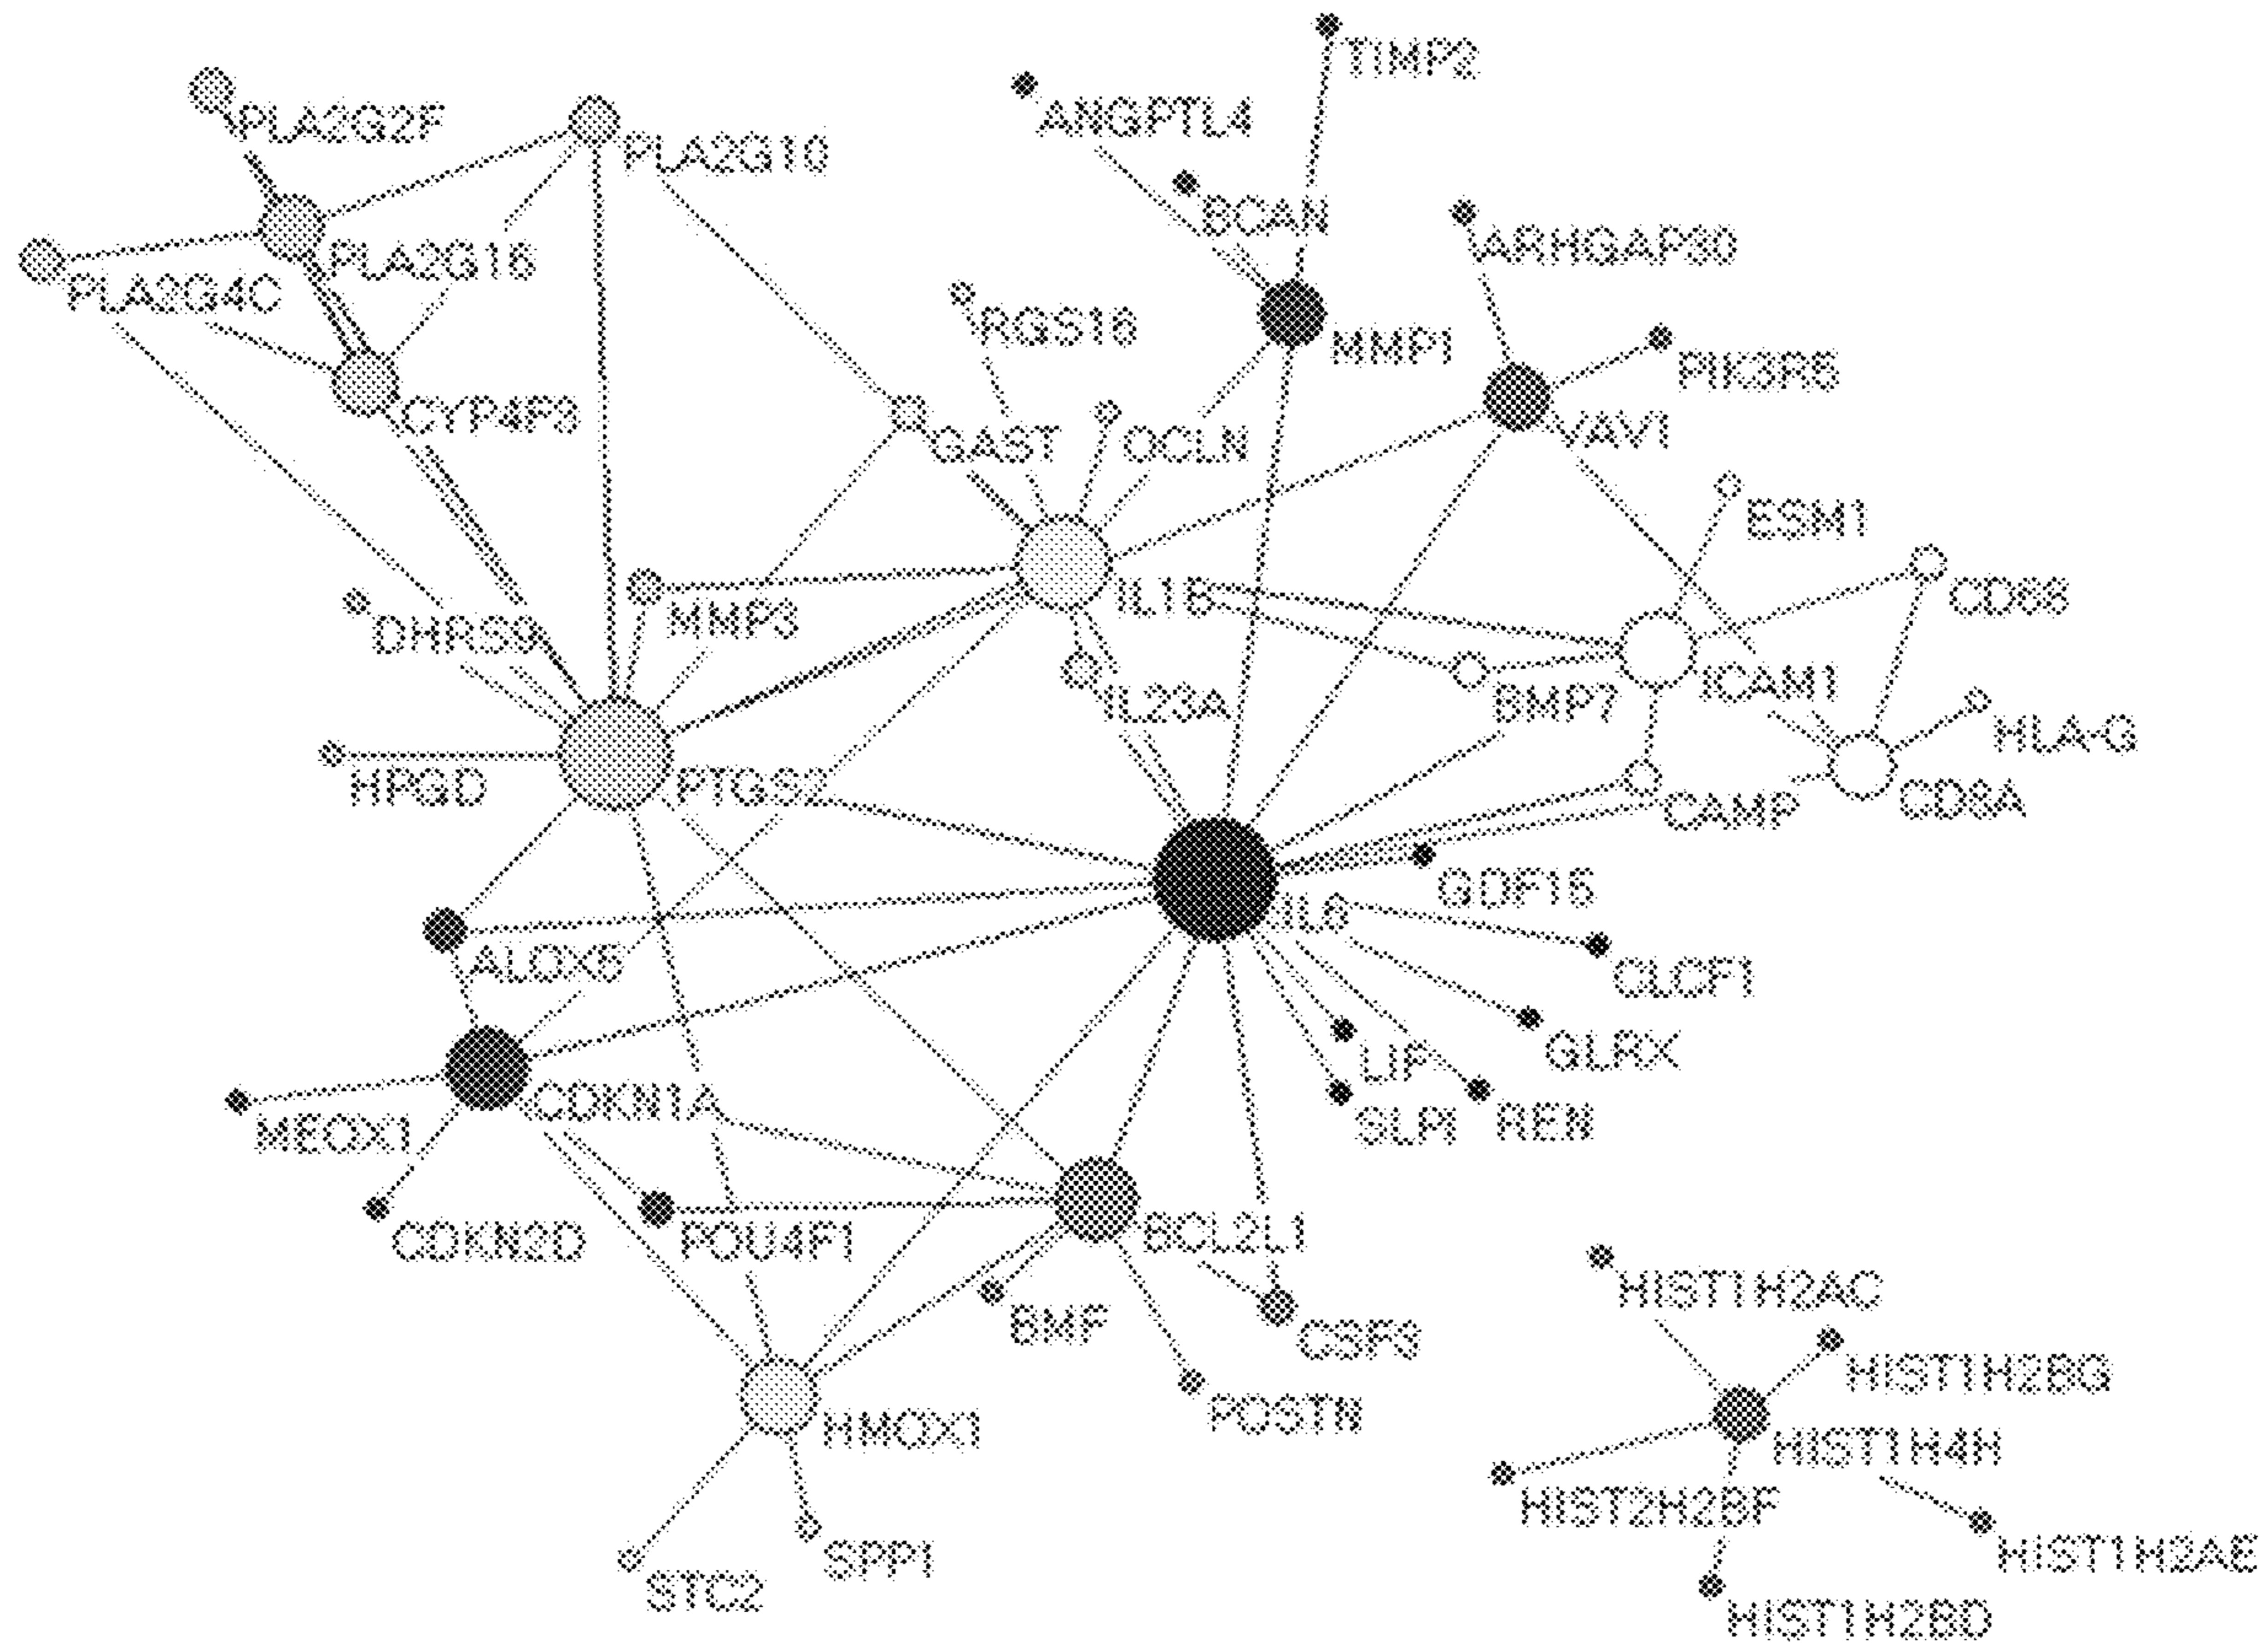 TIMP2
PLA2G2F
ANGPTL4
PLA2G10
BCAN
ARHGAP30
PLA2G16
PLA2G4C
RGS16
MMP1
PIK3R5
CYP4F3
GAST
OCLN
VAV1
ESM1
IL1B
CD68
MMP3
DHRS9
ICAM1
IL23A
BMP7
HLA-G
HPGD
PTGS2
CAMP
CD8A
GDF15
IL6
ALOX5
CLCF1
GLRX
LIF
CDKN1A
SLPI
REN
MEOX1
CDKN2D
POU4F1
BCL2L1
HIST1H2AC
BMF
CSF3
HIST1H2BG
POSTN
HMOX1
HIST1H4H
HIST2H2BF
SPP1
HIST1H2AE
STC2
HIST1H2BD